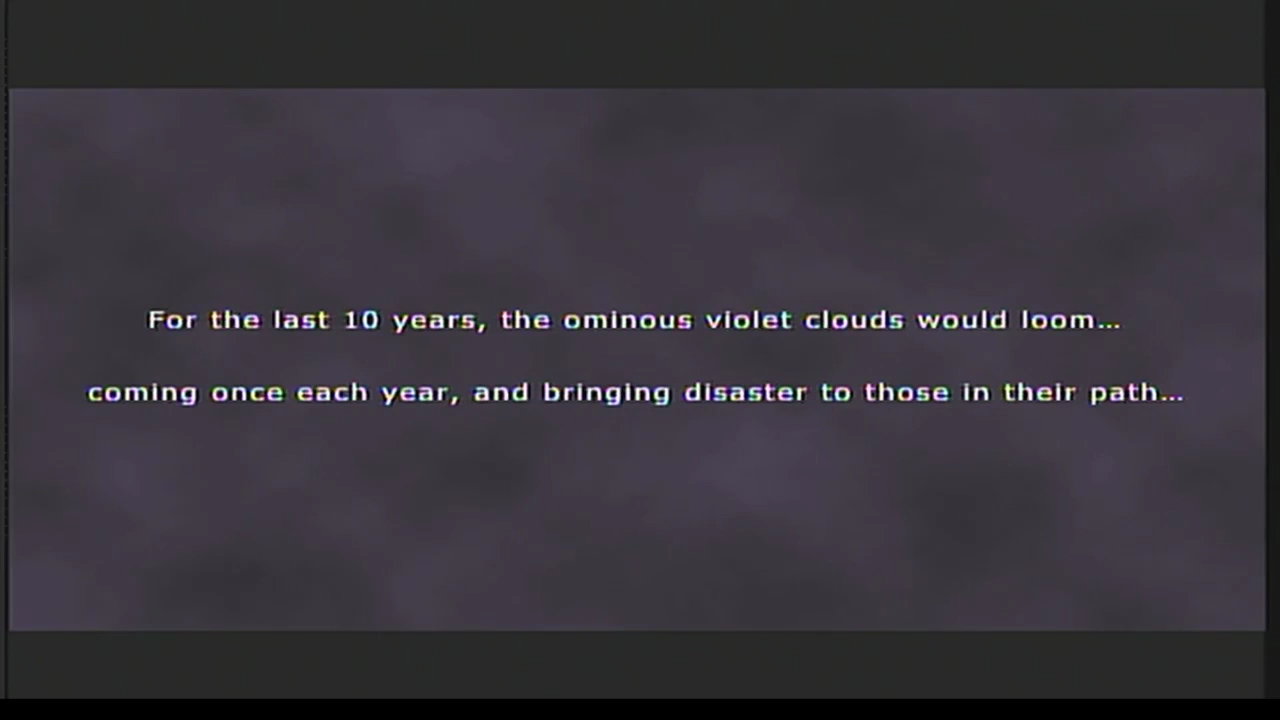 For the last 10 years, the ominous violet clouds would loom...
coming once each year, and bringing disaster to those in their path...